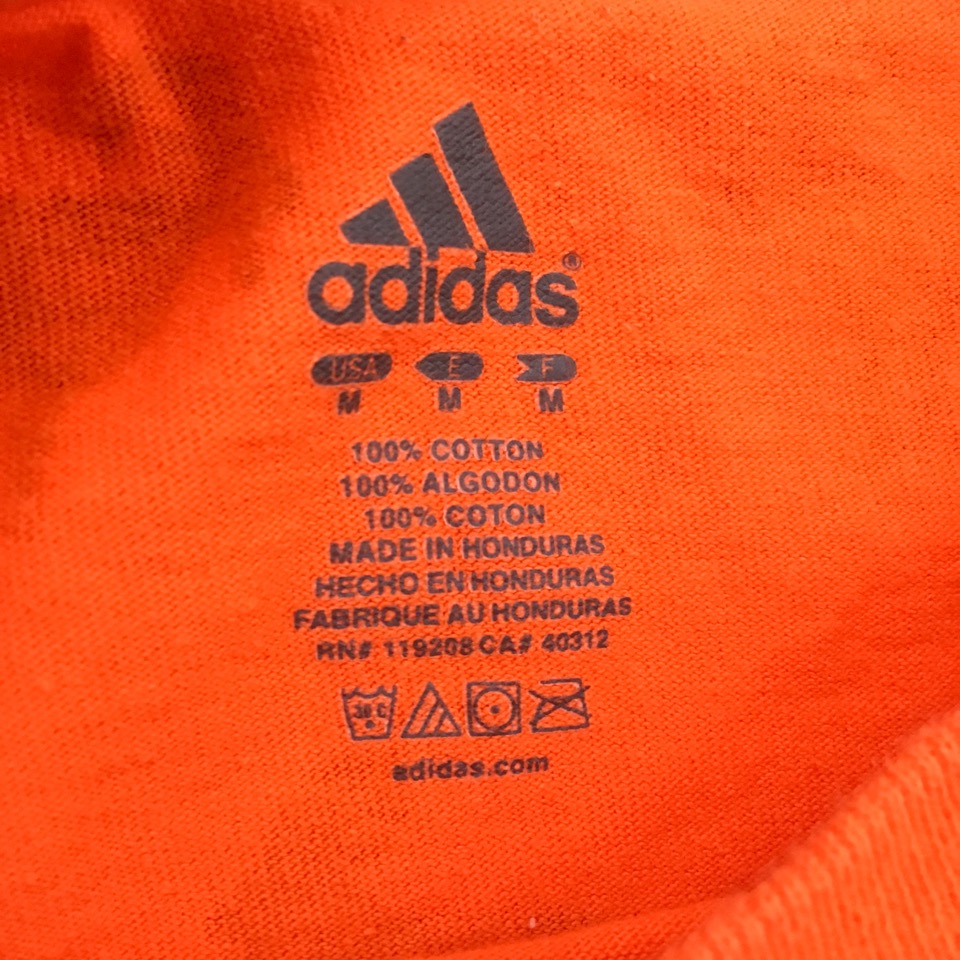 adidas®
USA E F
M M M
100% COTTON
100% ALGODON
100% COTON
MADE IN HONDURAS
HECHO EN HONDURAS
FABRIQUE AU HONDURAS
RN# 119208 CA# 40312
30 C
adidas.com